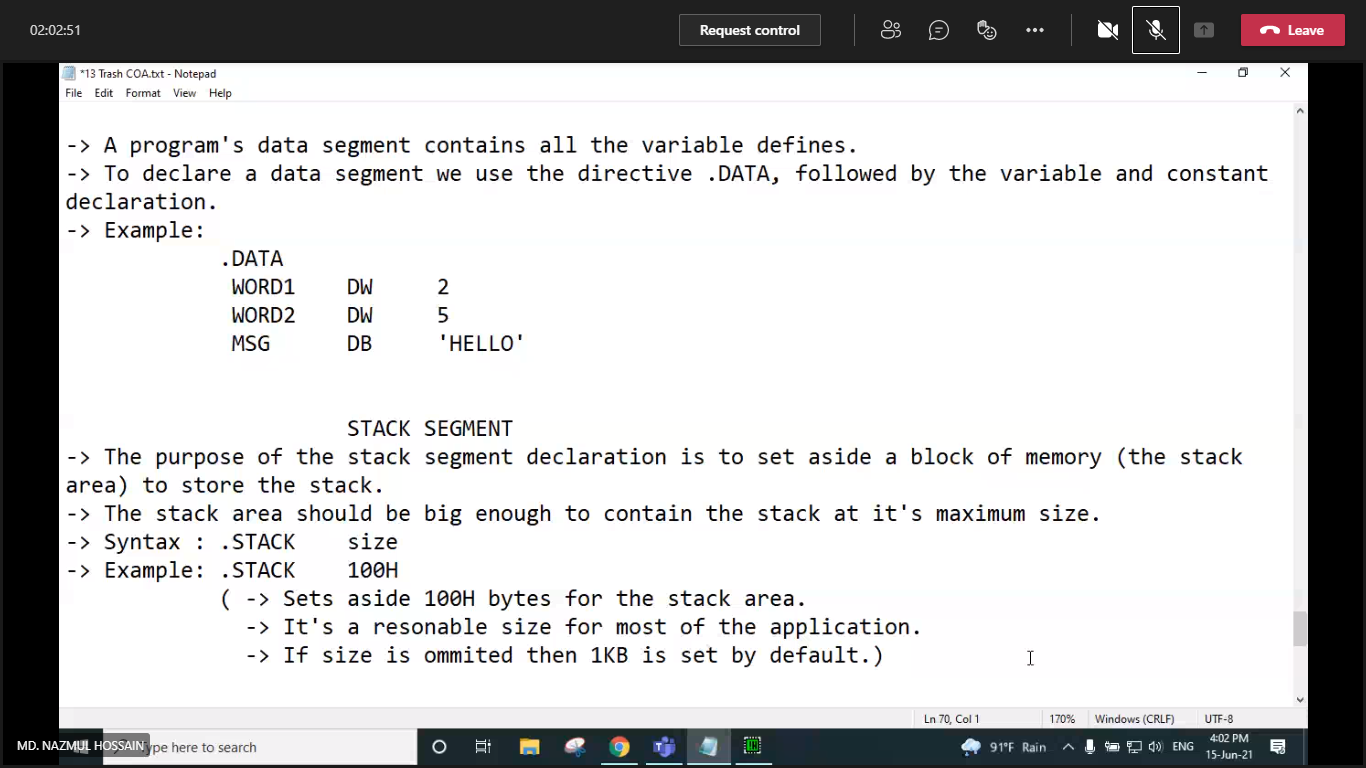 02:02:51
Request control
Leave
*13 Trash COA.txt - Notepad
File Edit Format View Help
-> A program's data segment contains all the variable defines.
-> To declare a data segment we use the directive .DATA, followed by the variable and constant
declaration.
-> Example:
.DATA
WORD1 DW 2
WORD2 DW 5
MSG DB 'HELLO'
STACK SEGMENT
-> The purpose of the stack segment declaration is to set aside a block of memory (the stack
area) to store the stack.
-> The stack area should be big enough to contain the stack at it's maximum size.
-> Syntax : .STACK size
-> Example: .STACK 100H
( -> Sets aside 100H bytes for the stack area.
-> It's a resonable size for most of the application.
-> If size is ommited then 1KB is set by default.)
Ln 70, Col 1 170% Windows (CRLF) UTF-8
MD. NAZMUL HOSSAIN
ype here to search
91°F Rain
ENG
4:02 PM
15-Jun-21